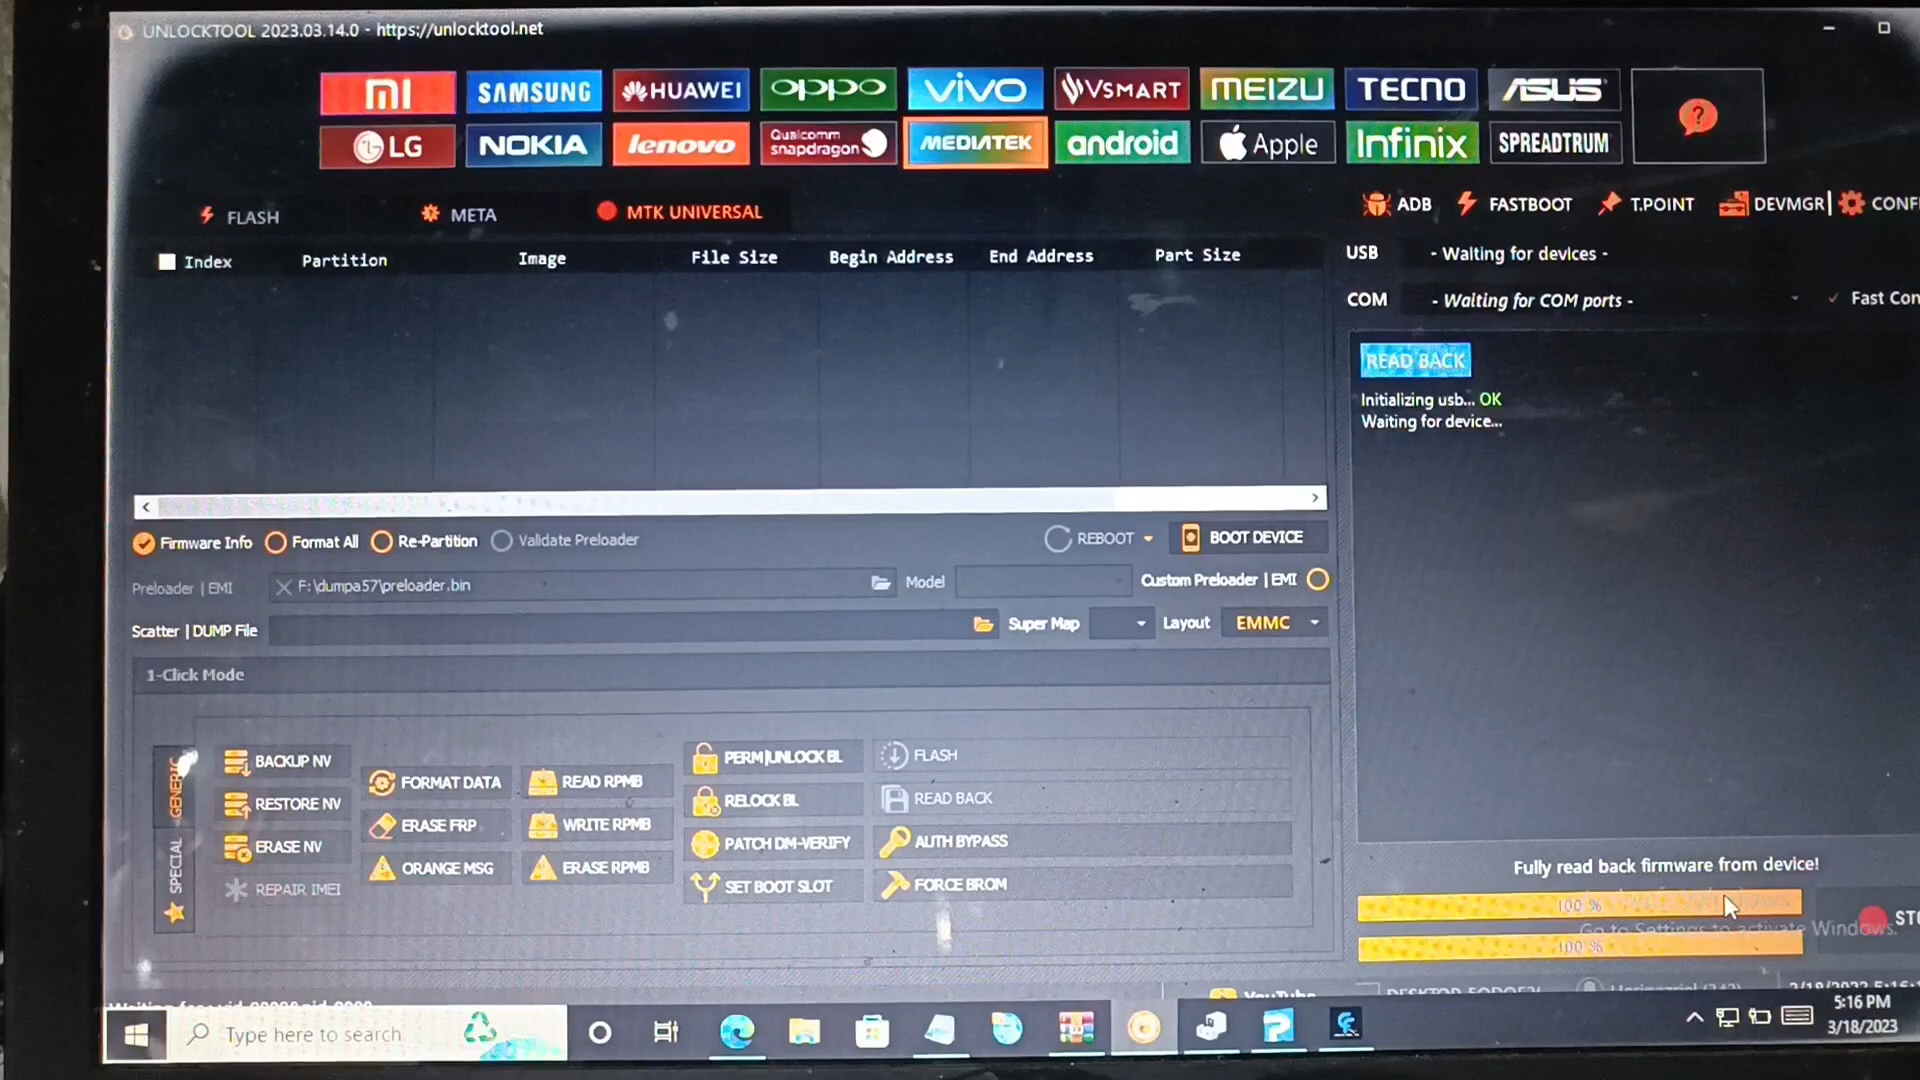 UNLOCKTOOL 2023.03.14.0 - https://unlocktool.net
MI SAMSUNG HUAWEI oppo vivo VSMART MEIZU TECNO ASUS ?
LG NOKIA lenovo Qualcomm snapdragon MEDIATEK android Apple Infinix SPREADTRUM
FLASH META MTK UNIVERSAL
ADB FASTBOOT T.POINT DEVMGR
Index Partition Image File Size Begin Address End Address Part Size
USB - Waiting for devices -
COM - Waiting for COM ports -
READ BACK
Initializing usb... OK
Waiting for device...
Firmware Info Format All Re-Partition Validate Preloader REBOOT BOOT DEVICE
Preloader | EMI F:\dumpa57\preloader.bin Model Custom Preloader | EMI
Scatter | DUMP File Super Map Layout EMMC
1-Click Mode
GENERIC
SPECIAL
BACKUP NV
RESTORE NV
ERASE NV
REPAIR IMEI
FORMAT DATA
ERASE FRP
ORANGE MSG
READ RPMB
WRITE RPMB
ERASE RPMB
PERM|UNLOCK BL
RELOCK BL
PATCH DM-VERIFY
SET BOOT SLOT
FLASH
READ BACK
AUTH BYPASS
FORCE BROM
Fully read back firmware from device!
100 %
Go to Settings to activate Windows.
100 %
YouTube
Type here to search
5:16 PM
3/18/2023